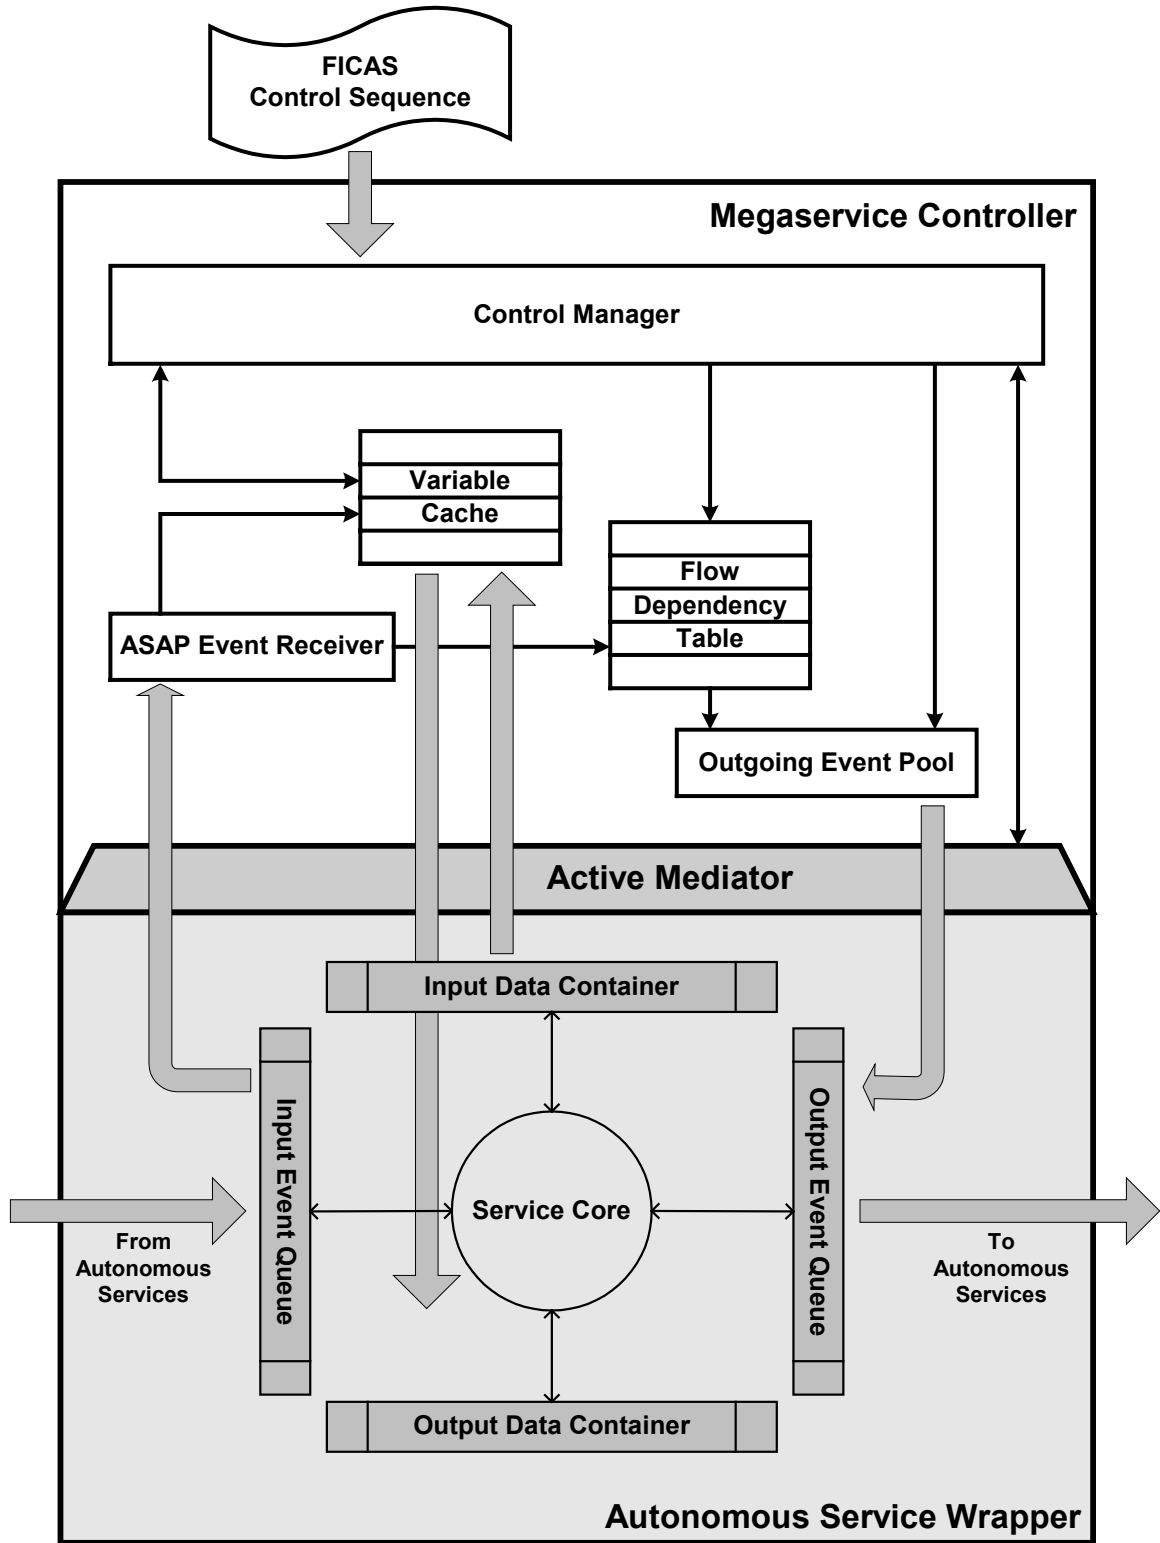 FICAS
Control Sequence
Megaservice Controller
Control Manager
Variable
Cache
Flow
Dependency
Table
ASAP Event Receiver
Outgoing Event Pool
Active Mediator
Input Data Container
Input Event Queue
Output Event Queue
Service Core
From
Autonomous
Services
To
Autonomous
Services
Output Data Container
Autonomous Service Wrapper